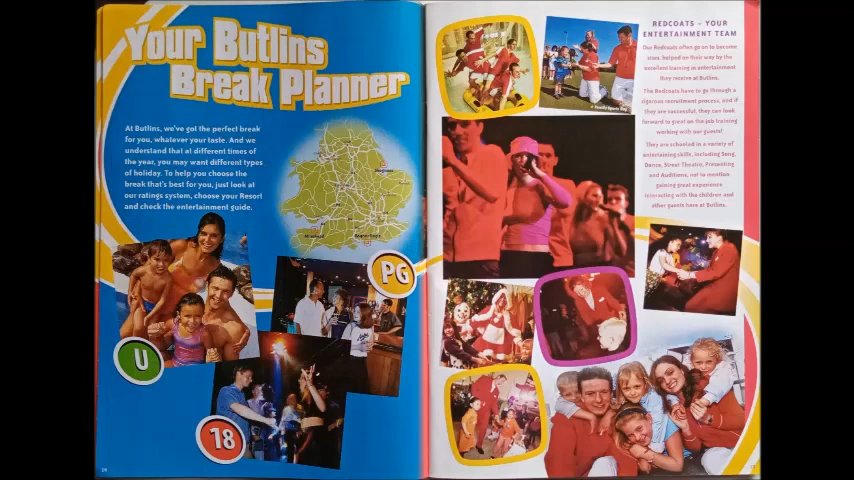 Your Butlins
Break Planner
At Butlins, we've got the perfect break
for you, whatever your taste. And we
understand that at different times of
the year, you may want different types
of holiday. To help you choose the
break that's best for you, just look at
our ratings system, choose your Resort
and check the entertainment guide.
Skegness
Minehead
Bognor Regis
PG
U
18
REDCOATS – YOUR
ENTERTAINMENT TEAM
Our Redcoats often go on to become
stars, helped on their way by the
excellent training in entertainment
they receive at Butlins.
The Redcoats have to go through a
rigorous recruitment process, and if
they are successful, they can look
forward to great on the job training
working with our guests!
They are schooled in a variety of
entertaining skills, including Song,
Dance, Street Theatre, Presenting
and Auditions, not to mention
gaining great experience
interacting with the children and
other guests here at Butlins.
Family Sports Day